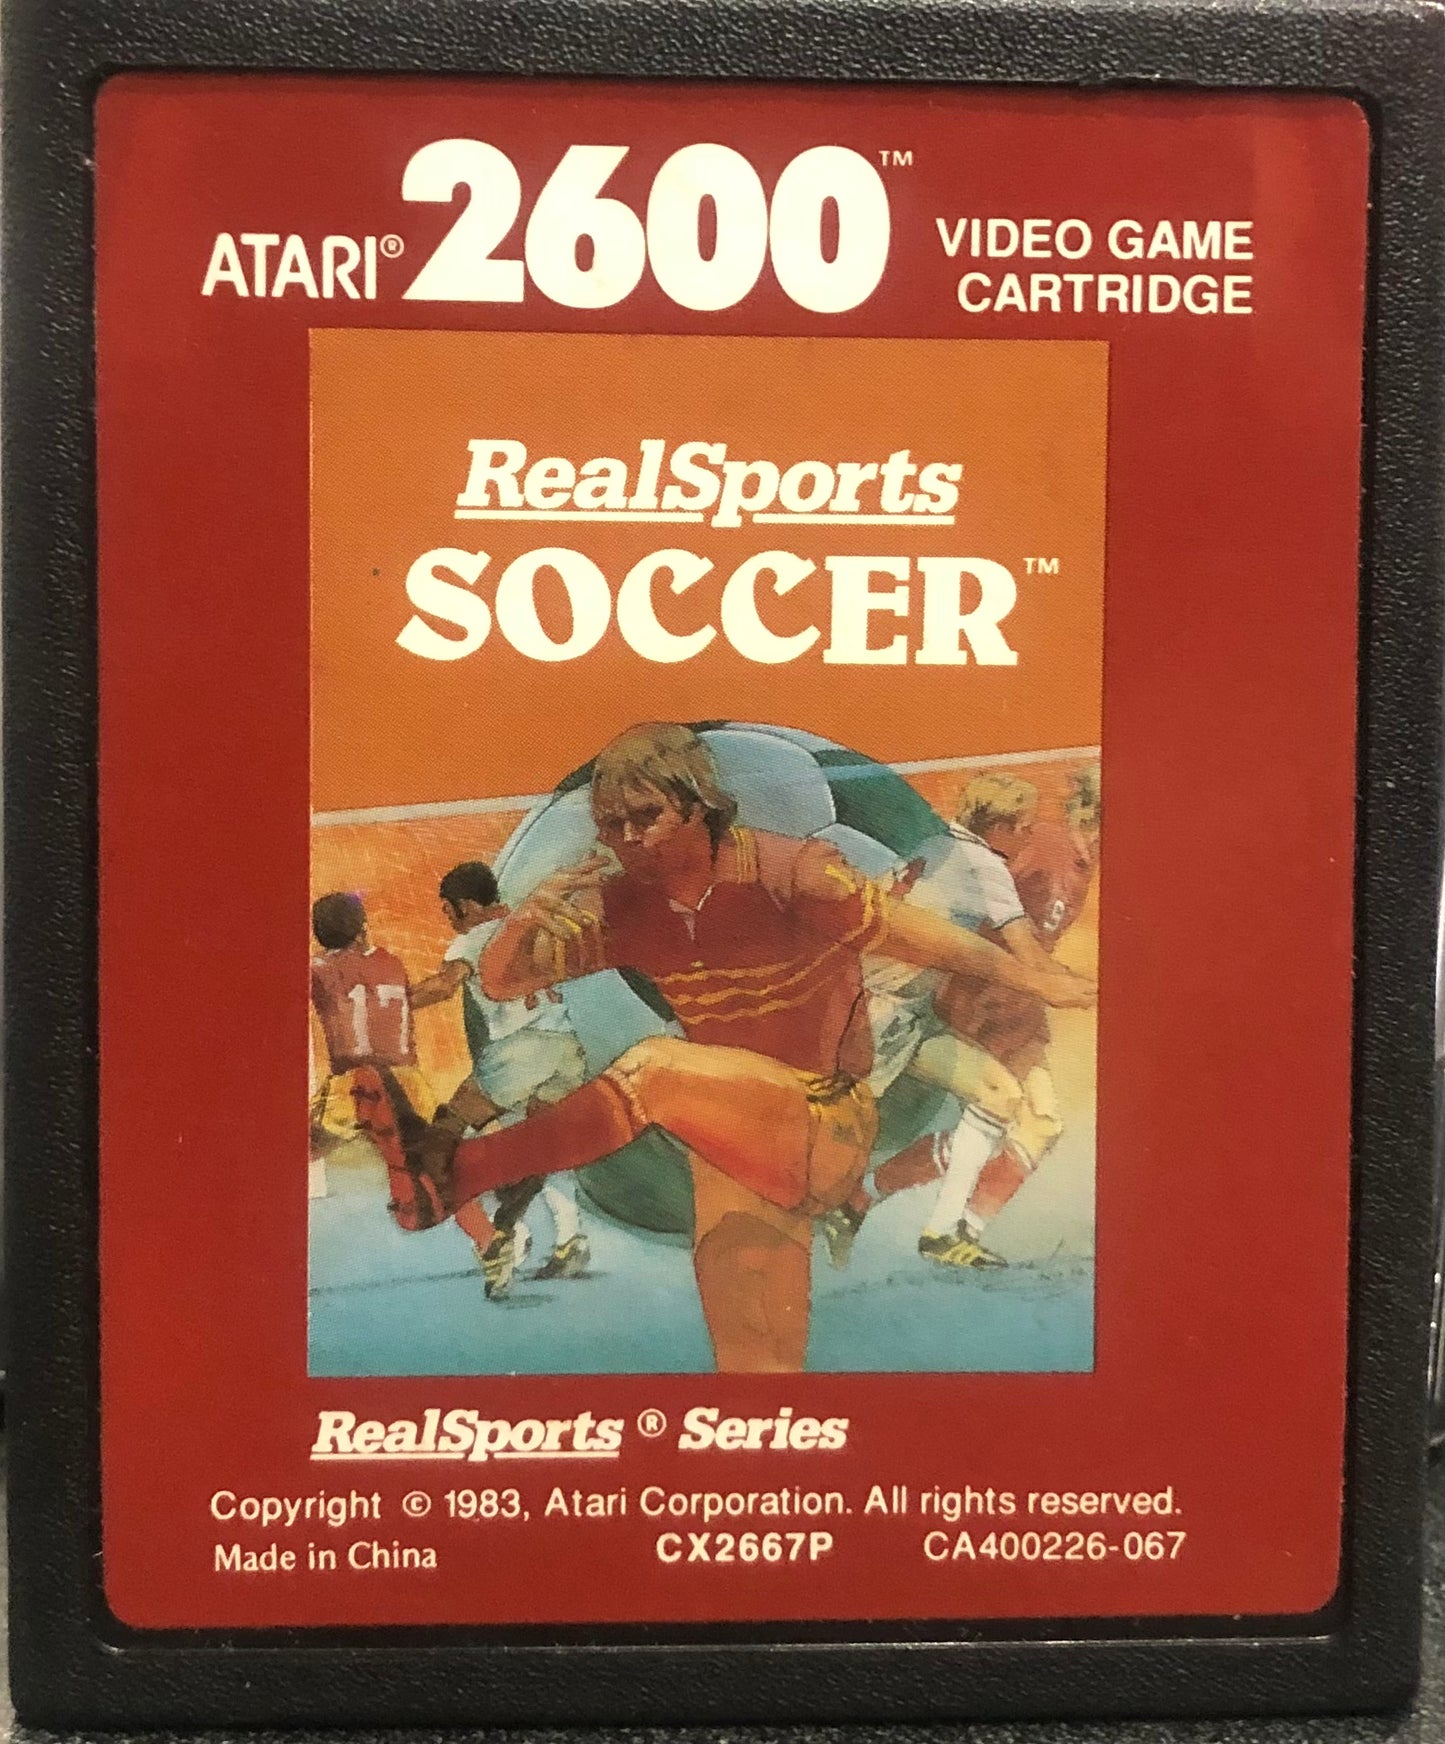 ATARI® 2600™ VIDEO GAME
CARTRIDGE
RealSports
SOCCER™
17
9
RealSports® Series
Copyright © 1983, Atari Corporation. All rights reserved.
Made in China CX2667P CA400226-067